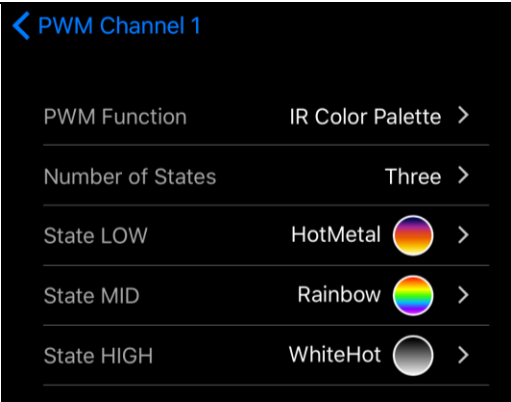 PWM Channel 1
PWM Function IR Color Palette
Number of States Three
State LOW HotMetal
State MID Rainbow
State HIGH WhiteHot